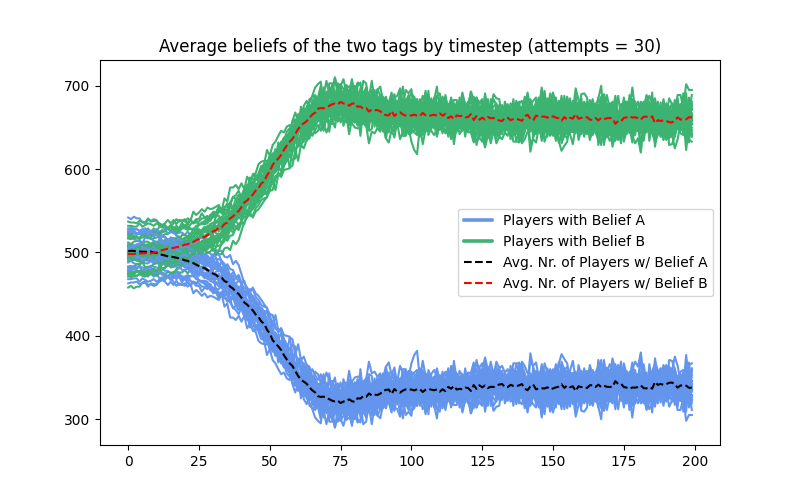 Average beliefs of the two tags by timestep (attempts = 30)
700
600
500
400
300
Players with Belief A
Players with Belief B
Avg. Nr. of Players w/ Belief A
Avg. Nr. of Players w/ Belief B
0 25 50 75 100 125 150 175 200